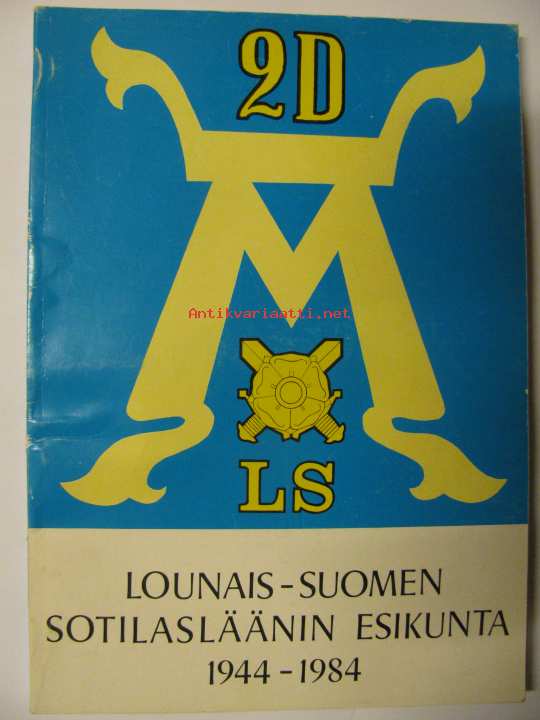 2D
M
Antikvariaatti.net
LS
LOUNAIS-SUOMEN
SOTILASLÄÄNIN ESIKUNTA
1944-1984